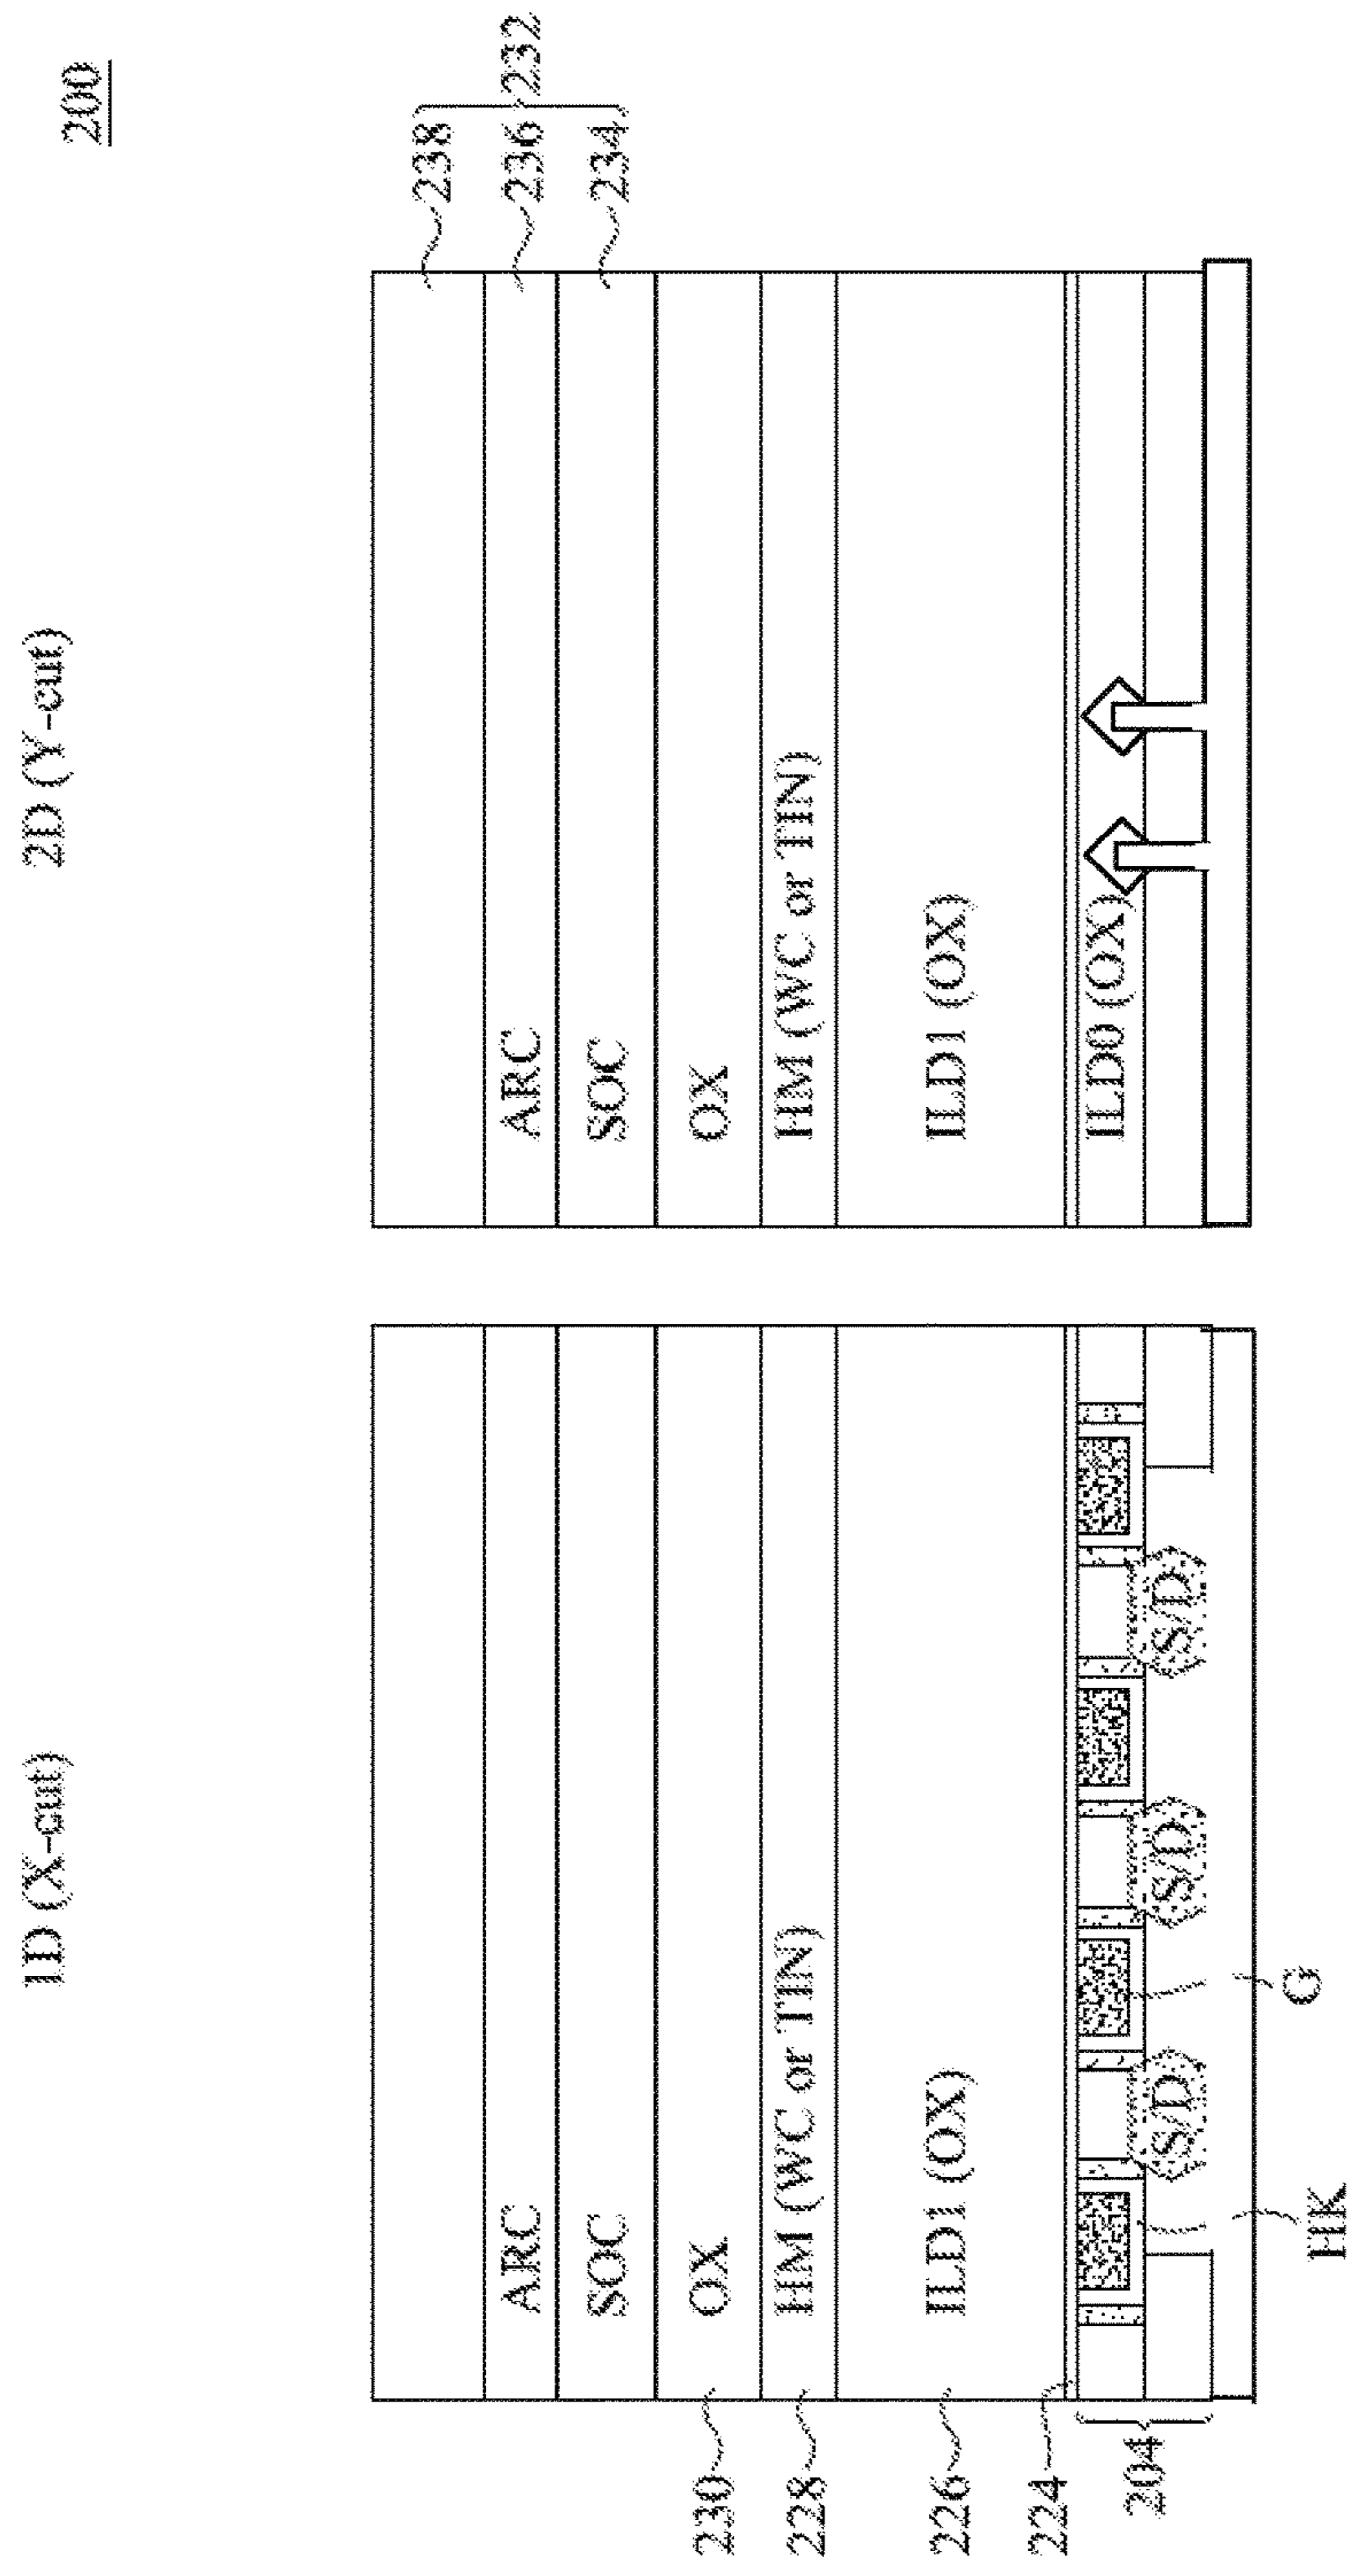 200
1D (X-cut)
2D (Y-cut)
238
ARC
ARC
236
232
SOC
SOC
234
230
OX
OX
228
HM (WC or TIN)
HM (WC or TIN)
226
ILD1 (OX)
ILD1 (OX)
224
204
ILD0 (OX)
S/D
S/D
S/D
HK
G